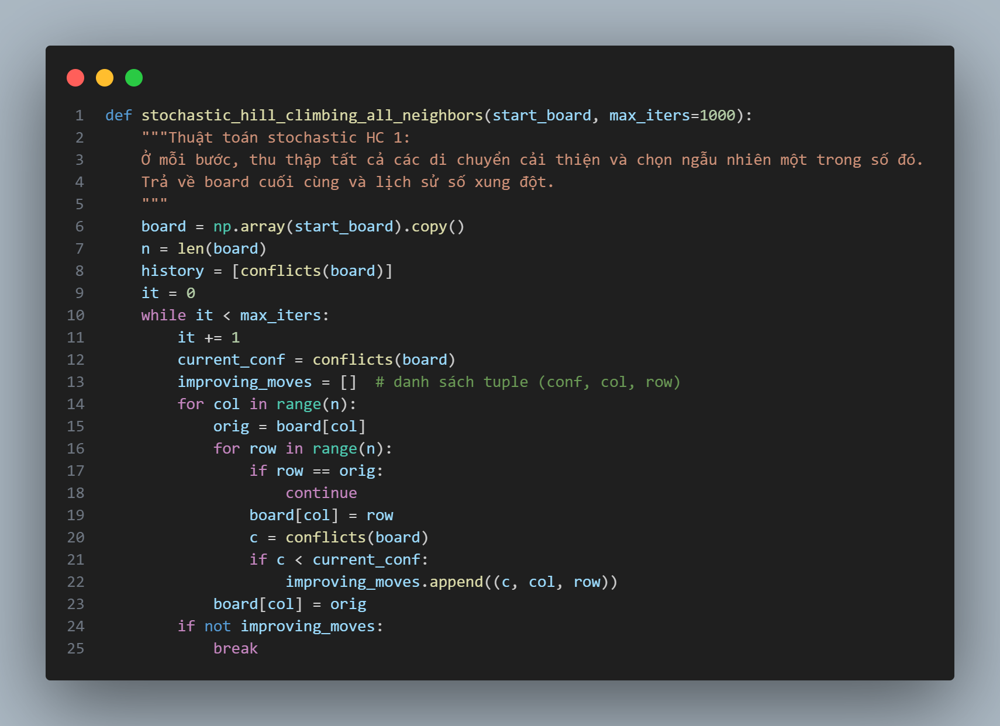 1 def stochastic_hill_climbing_all_neighbors(start_board, max_iters=1000):
2     """Thuật toán stochastic HC 1:
3     Ở mỗi bước, thu thập tất cả các di chuyển cải thiện và chọn ngẫu nhiên một trong số đó.
4     Trả về board cuối cùng và lịch sử số xung đột.
5     """
6     board = np.array(start_board).copy()
7     n = len(board)
8     history = [conflicts(board)]
9     it = 0
10     while it < max_iters:
11         it += 1
12         current_conf = conflicts(board)
13         improving_moves = []  # danh sách tuple (conf, col, row)
14         for col in range(n):
15             orig = board[col]
16             for row in range(n):
17                 if row == orig:
18                     continue
19                 board[col] = row
20                 c = conflicts(board)
21                 if c < current_conf:
22                     improving_moves.append((c, col, row))
23             board[col] = orig
24         if not improving_moves:
25             break